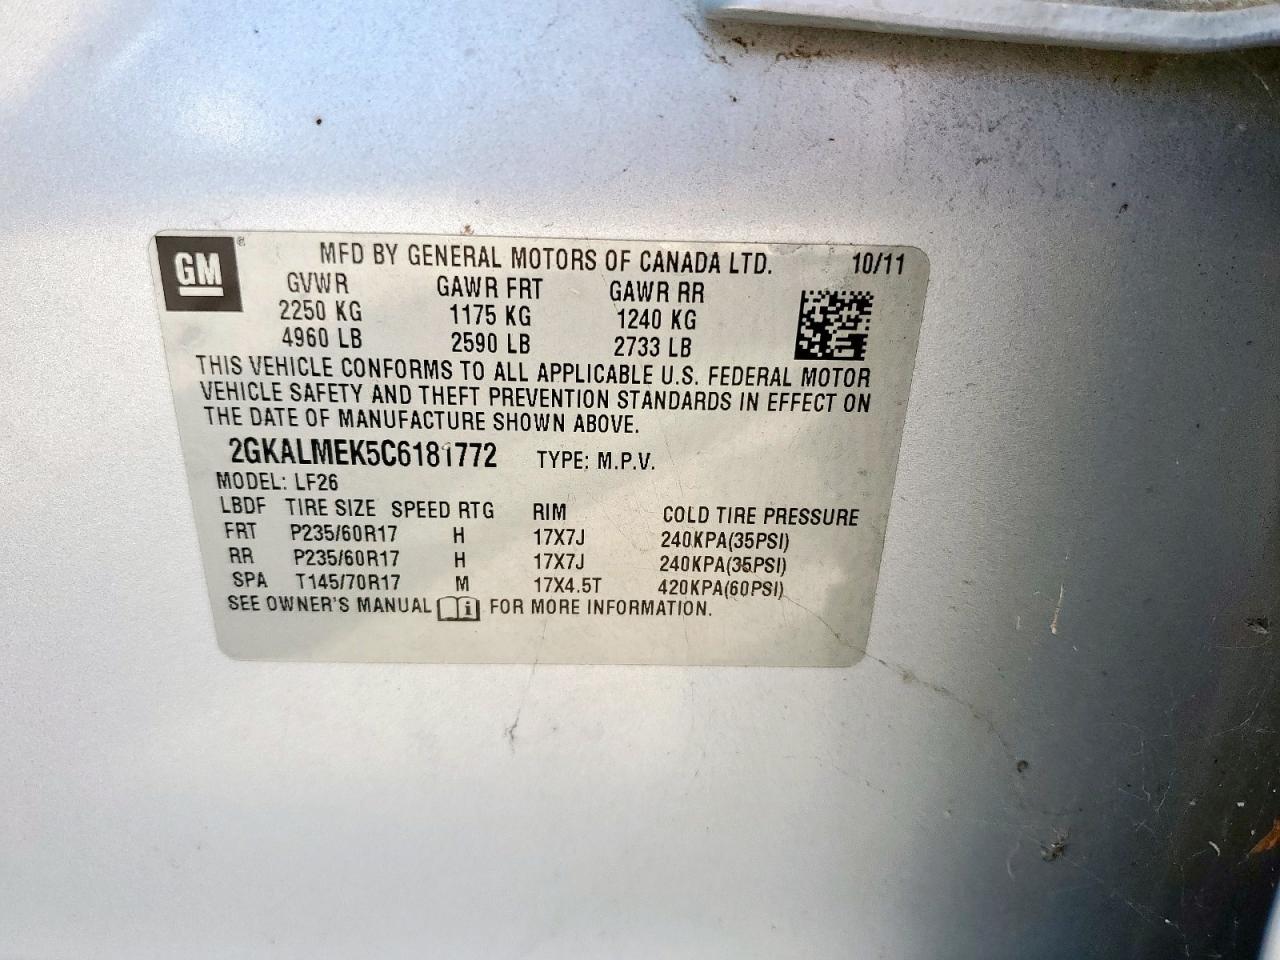 GM ®
MFD BY GENERAL MOTORS OF CANADA LTD. 10/11
GVWR GAWR FRT GAWR RR
2250 KG 1175 KG 1240 KG
4960 LB 2590 LB 2733 LB
THIS VEHICLE CONFORMS TO ALL APPLICABLE U.S. FEDERAL MOTOR
VEHICLE SAFETY AND THEFT PREVENTION STANDARDS IN EFFECT ON
THE DATE OF MANUFACTURE SHOWN ABOVE.
2GKALMEK5C6181772 TYPE: M.P.V.
MODEL: LF26
LBDF TIRE SIZE SPEED RTG RIM COLD TIRE PRESSURE
FRT P235/60R17 H 17X7J 240KPA(35PSI)
RR P235/60R17 H 17X7J 240KPA(35PSI)
SPA T145/70R17 M 17X4.5T 420KPA(60PSI)
SEE OWNER'S MANUAL i FOR MORE INFORMATION.